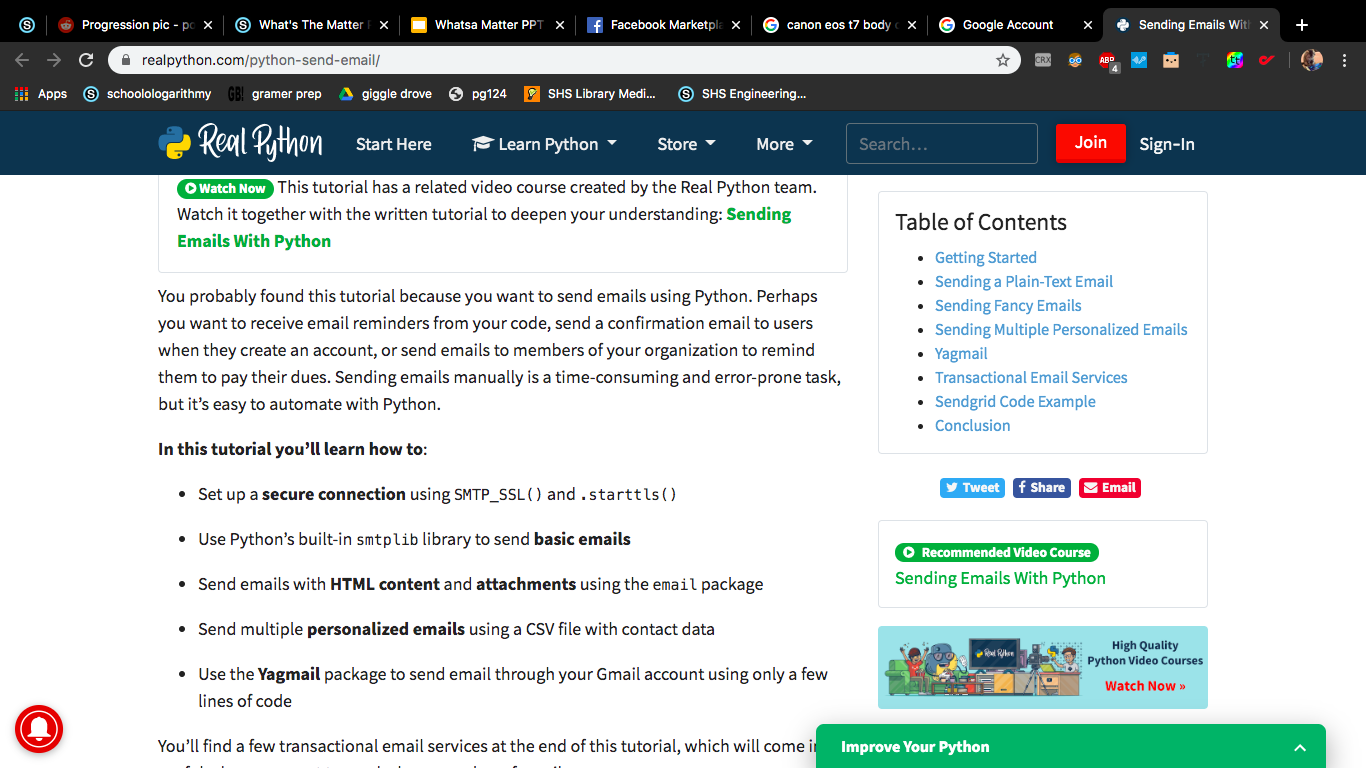 Progression pic - pc
What's The Matter
Whatsa Matter PPT
Facebook Marketpla
canon eos t7 body
Google Account
Sending Emails Wit
realpython.com/python-send-email/
CRX
ABP
4
Apps
schoolologarithmy
GB!
gramer prep
giggle drove
pg124
SHS Library Medi...
SHS Engineering...
Real Python
Start Here
Learn Python
Store
More
Search...
Join
Sign-In
Watch Now This tutorial has a related video course created by the Real Python team.
Watch it together with the written tutorial to deepen your understanding: Sending
Emails With Python
You probably found this tutorial because you want to send emails using Python. Perhaps
you want to receive email reminders from your code, send a confirmation email to users
when they create an account, or send emails to members of your organization to remind
them to pay their dues. Sending emails manually is a time-consuming and error-prone task,
but it’s easy to automate with Python.
In this tutorial you’ll learn how to:
• Set up a secure connection using SMTP_SSL() and .starttls()
• Use Python’s built-in smtplib library to send basic emails
• Send emails with HTML content and attachments using the email package
• Send multiple personalized emails using a CSV file with contact data
• Use the Yagmail package to send email through your Gmail account using only a few
lines of code
You’ll find a few transactional email services at the end of this tutorial, which will come in
Table of Contents
• Getting Started
• Sending a Plain-Text Email
• Sending Fancy Emails
• Sending Multiple Personalized Emails
• Yagmail
• Transactional Email Services
• Sendgrid Code Example
• Conclusion
Tweet
Share
Email
Recommended Video Course
Sending Emails With Python
Real Python
High Quality
Python Video Courses
Watch Now »
Improve Your Python